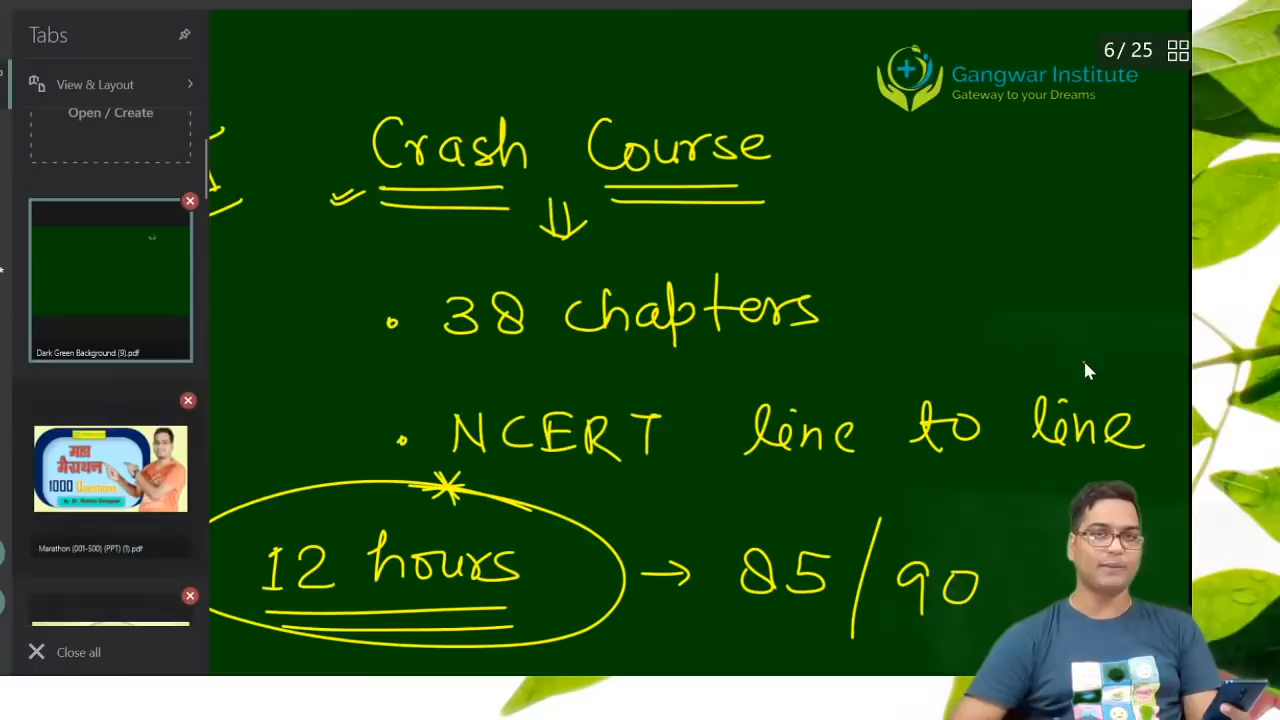 Tabs
View & Layout
Open / Create
Dark Green Background (9).pdf
महा
मैराथन
1000 Questions
Marathon (001-500) (PPT) (1).pdf
Close all
6 / 25
Gangwar Institute
Gateway to your Dreams
Crash Course
38 chapters
NCERT line to line
12 hours → 85/90